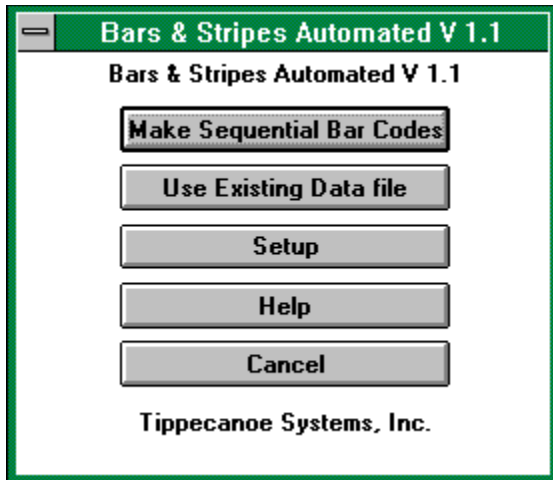 Bars & Stripes Automated V 1.1
Bars & Stripes Automated V 1.1
Make Sequential Bar Codes
Use Existing Data file
Setup
Help
Cancel
Tippecanoe Systems, Inc.